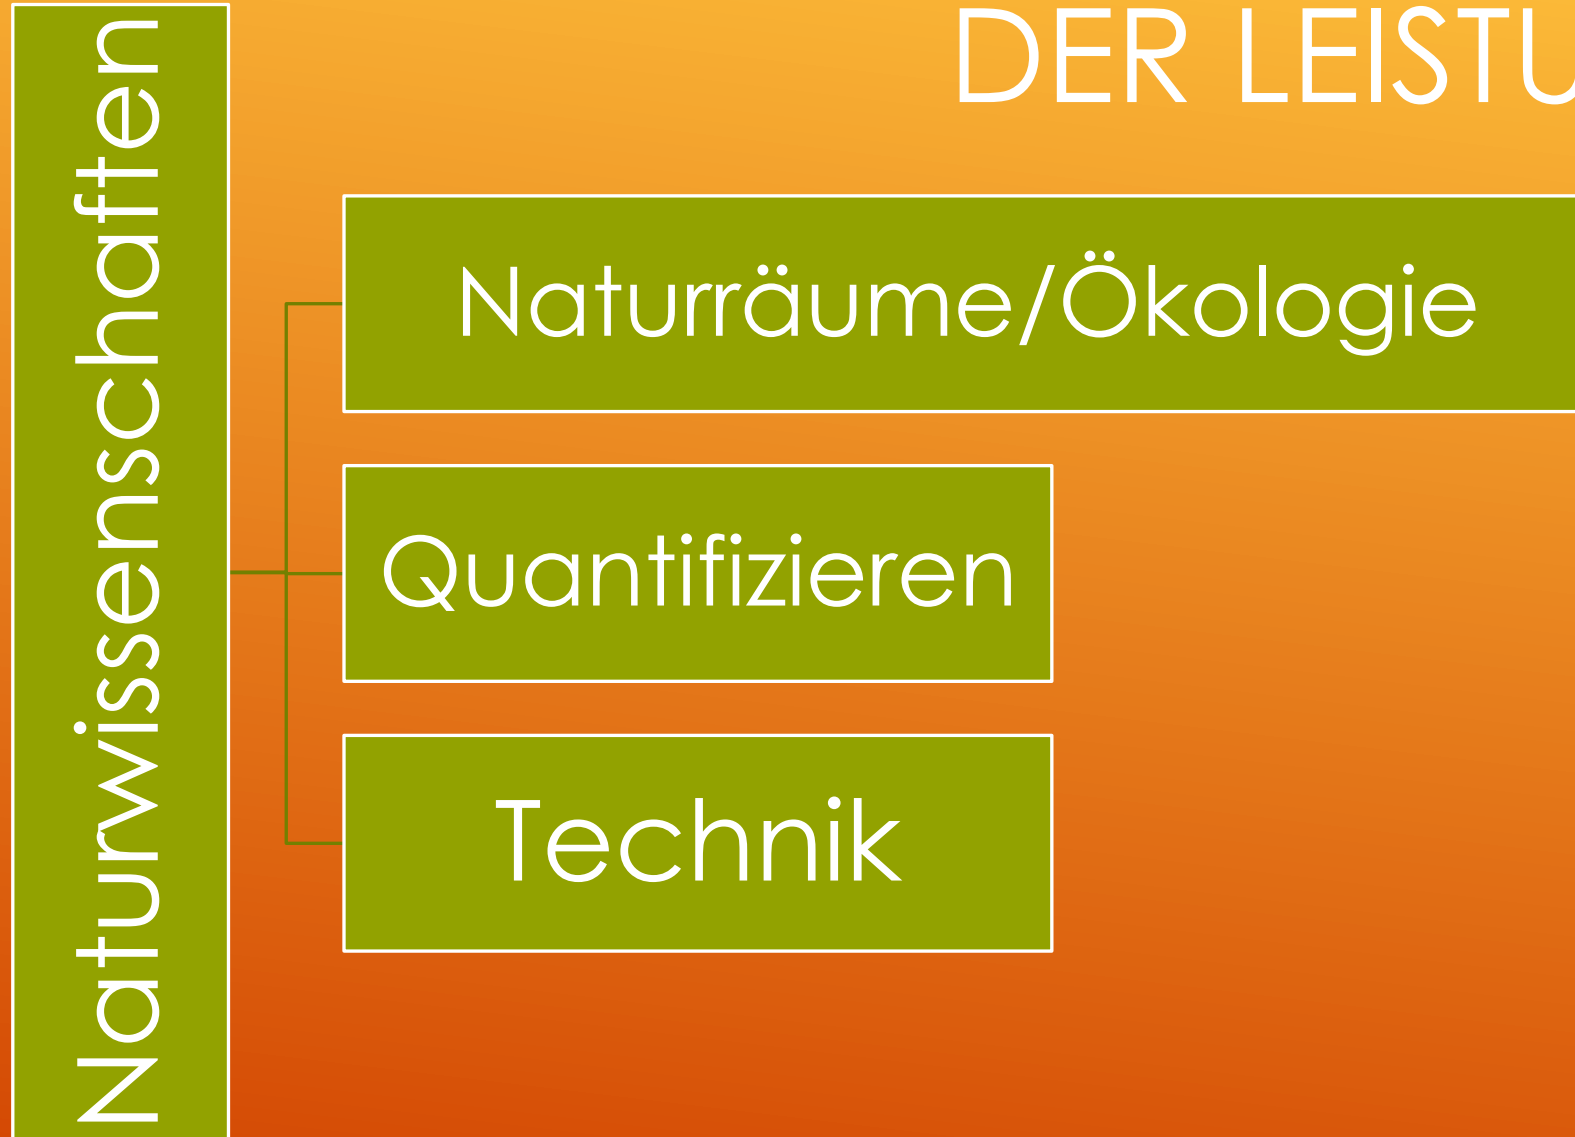 DER LEISTU
Naturwissenschaften
Naturräume/Ökologie
Quantifizieren
Technik